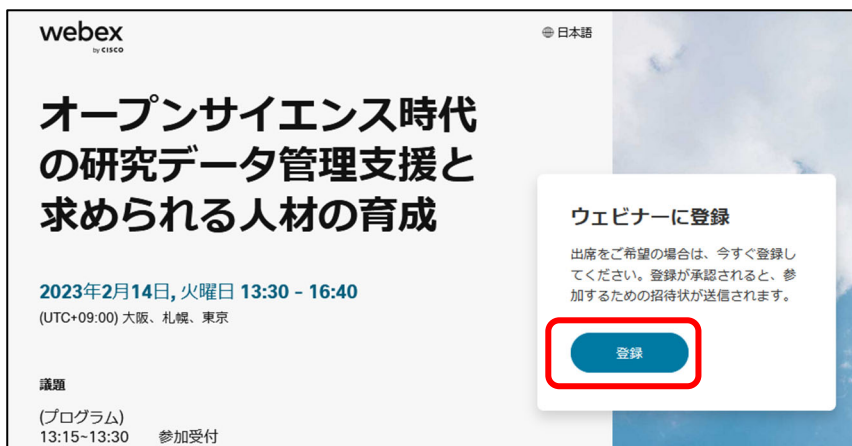 webex
by CISCO
日本語
オープンサイエンス時代
の研究データ管理支援と
求められる人材の育成
2023年2月14日, 火曜日 13:30 - 16:40
(UTC+09:00) 大阪、札幌、東京
議題
(プログラム)
13:15~13:30 参加受付
ウェビナーに登録
出席をご希望の場合は、今すぐ登録し
てください。登録が承認されると、参
加するための招待状が送信されます。
登録